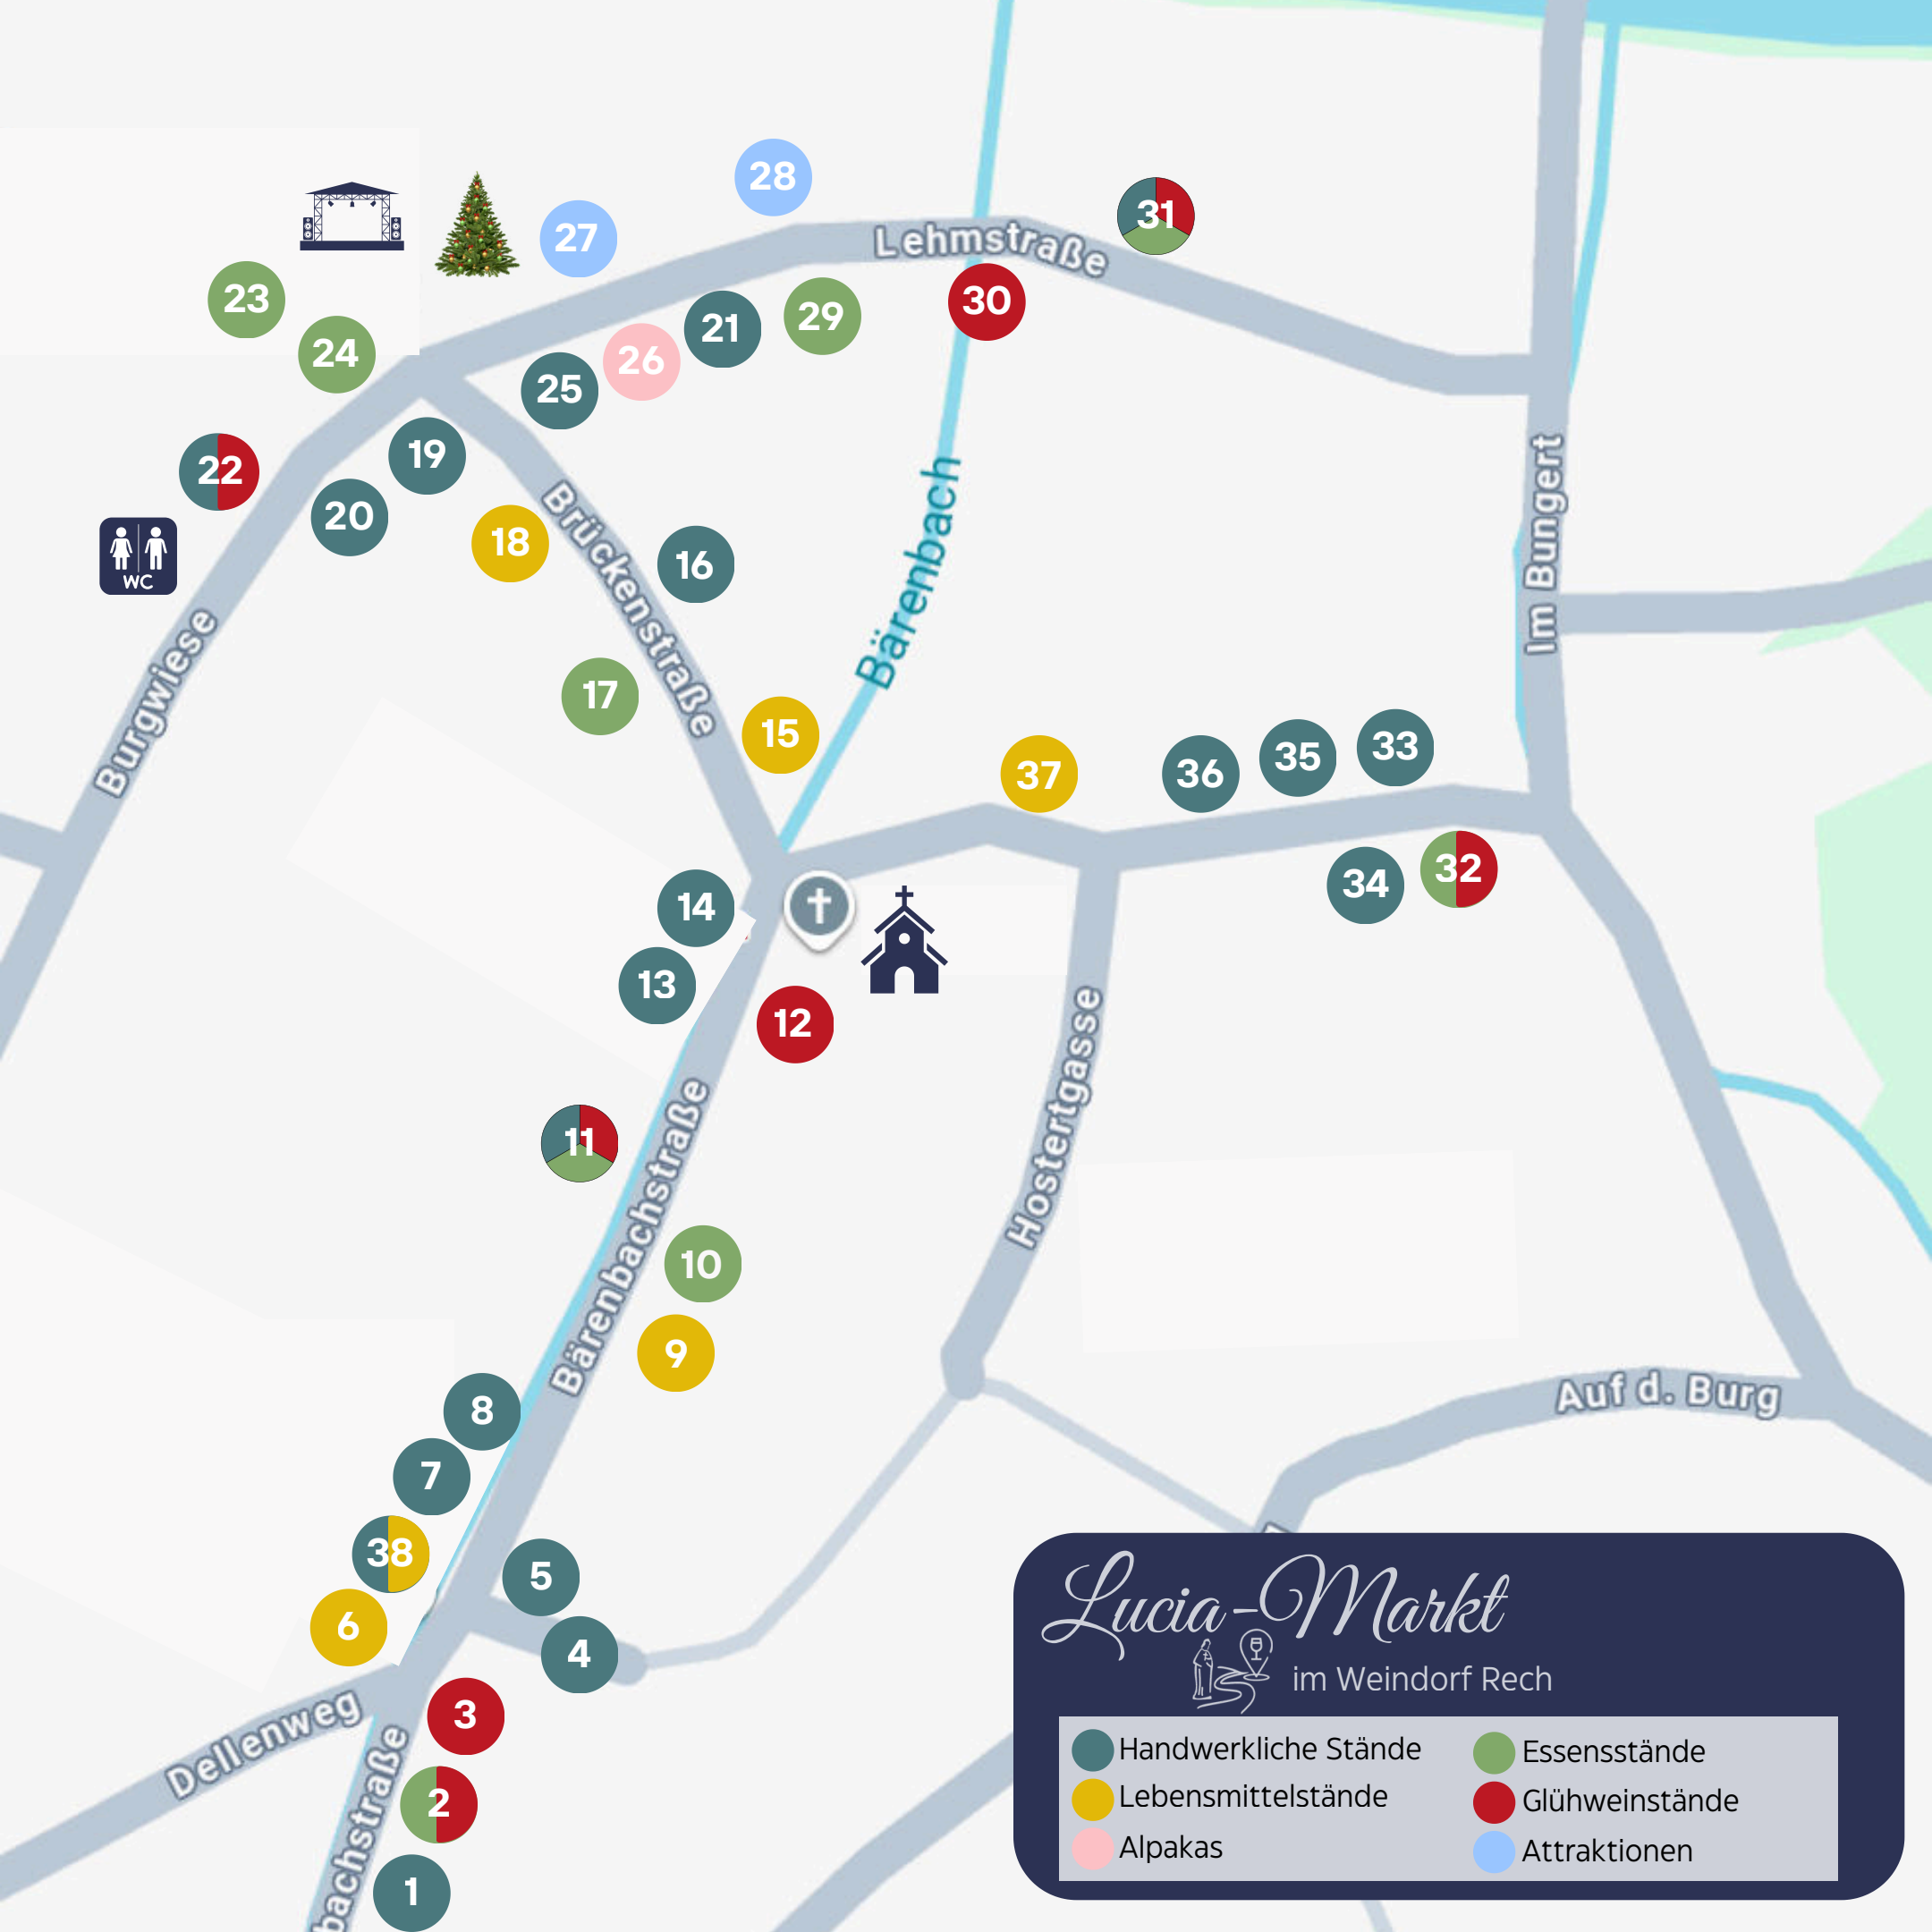 28
31
27
Lehmstraße
23
30
29
21
24
26
25
19
22
20
18
Brückenstraße
16
WC
Bärenbach
Im Bungert
Burgwiese
17
15
37
36
35
33
34
32
14
13
12
Hostertgasse
11
Bärenbachstraße
10
9
8
7
38
5
6
4
3
Dellenweg
2
bachstraße
1
Auf d. Burg
Lucia-Markt
im Weindorf Rech
Handwerkliche Stände
Lebensmittelstände
Alpakas
Essensstände
Glühweinstände
Attraktionen